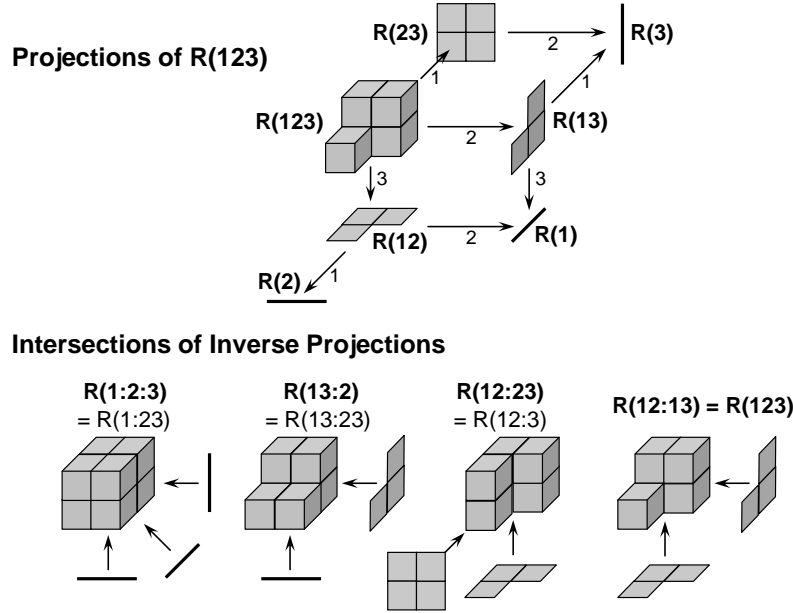 R(23)
2
R(3)
Projections of R(123)
1
1
R(123)
R(13)
2
3
3
R(12)
2
R(1)
R(2)
1
Intersections of Inverse Projections
R(1:2:3)
= R(1:23)
R(13:2)
= R(13:23)
R(12:23)
= R(12:3)
R(12:13) = R(123)